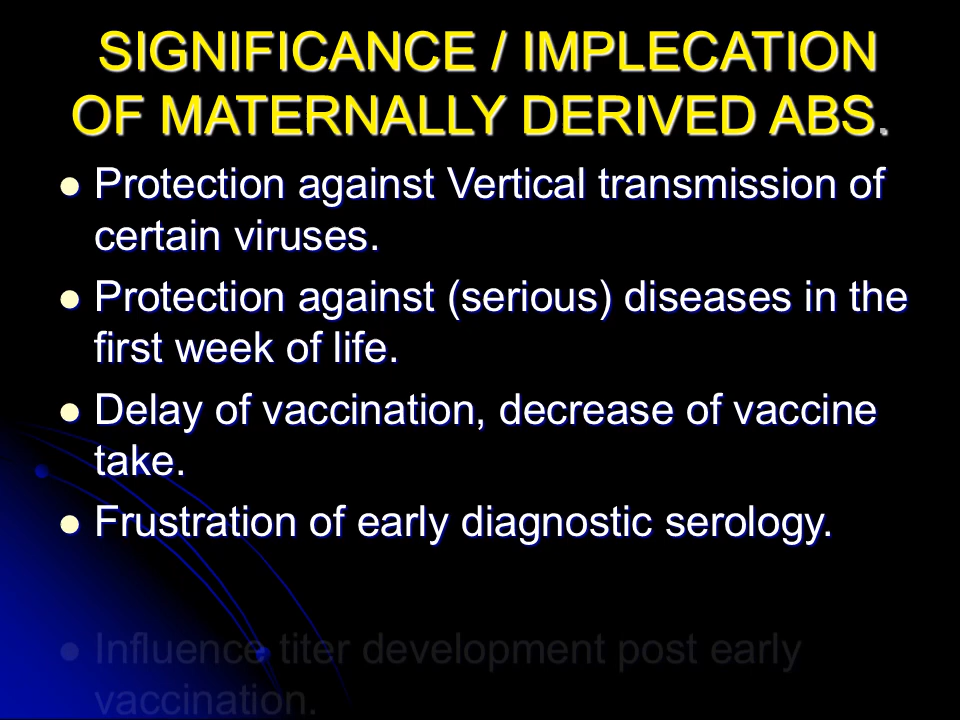 SIGNIFICANCE / IMPLECATION
OF MATERNALLY DERIVED ABS.
● Protection against Vertical transmission of
certain viruses.
● Protection against (serious) diseases in the
first week of life.
● Delay of vaccination, decrease of vaccine
take.
● Frustration of early diagnostic serology.
● Influence titer development post early
vaccination.